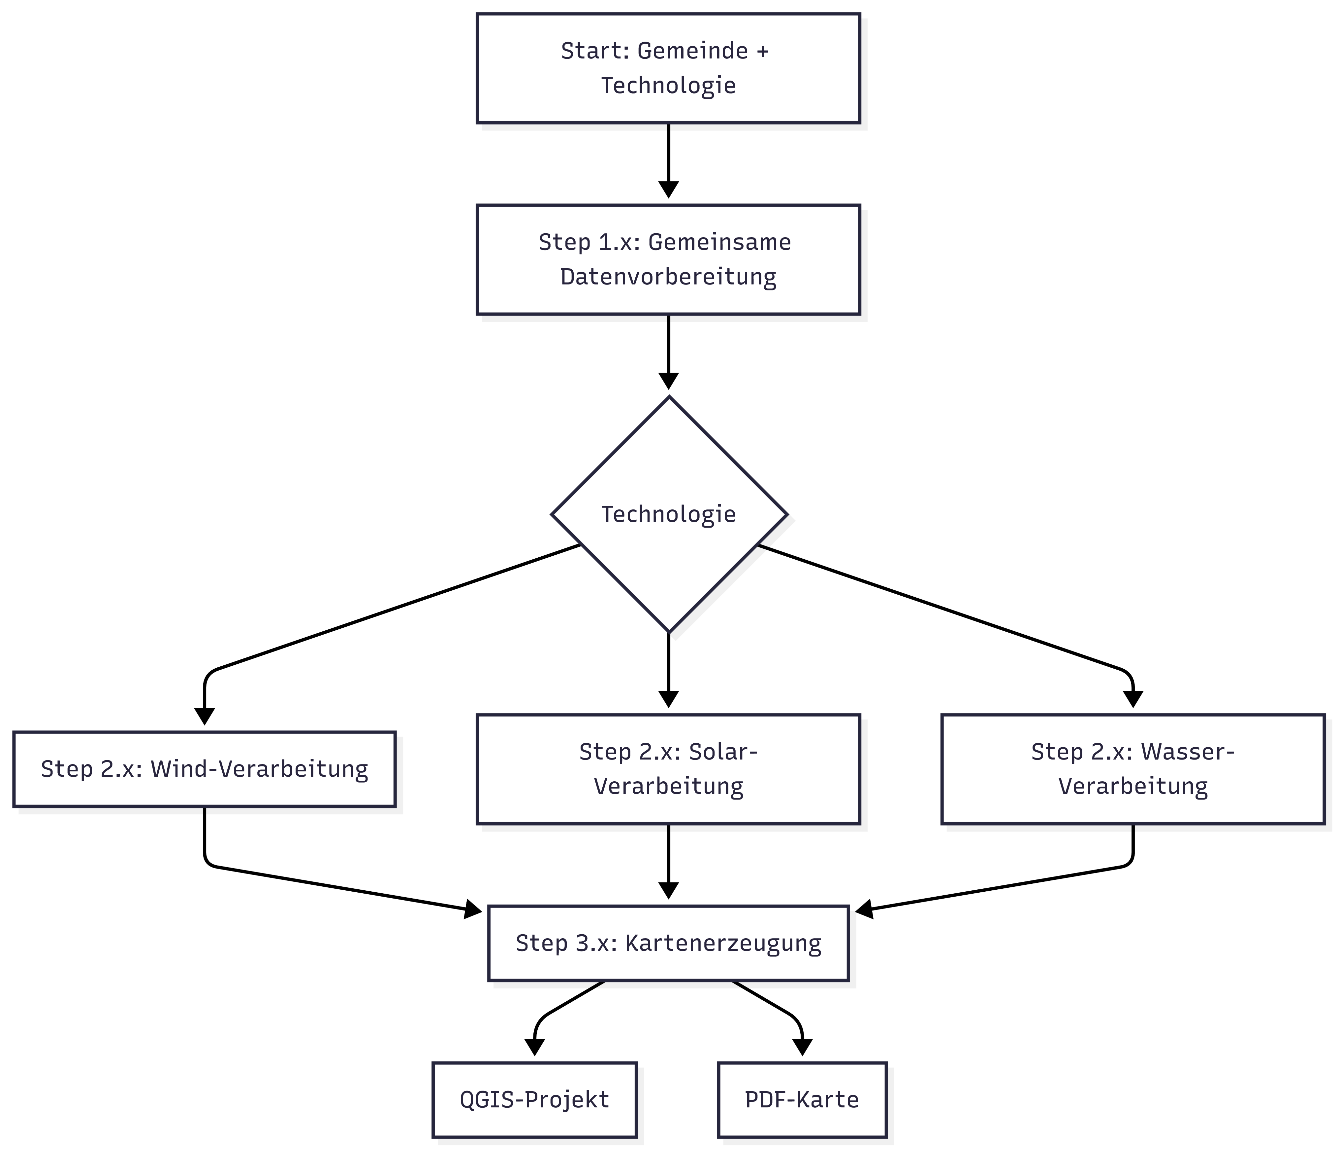 Start: Gemeinde +
Technologie
Step 1.x: Gemeinsame
Datenvorbereitung
Technologie
Step 2.x: Wind-Verarbeitung
Step 2.x: Solar-
Verarbeitung
Step 2.x: Wasser-
Verarbeitung
Step 3.x: Kartenerzeugung
QGIS-Projekt
PDF-Karte